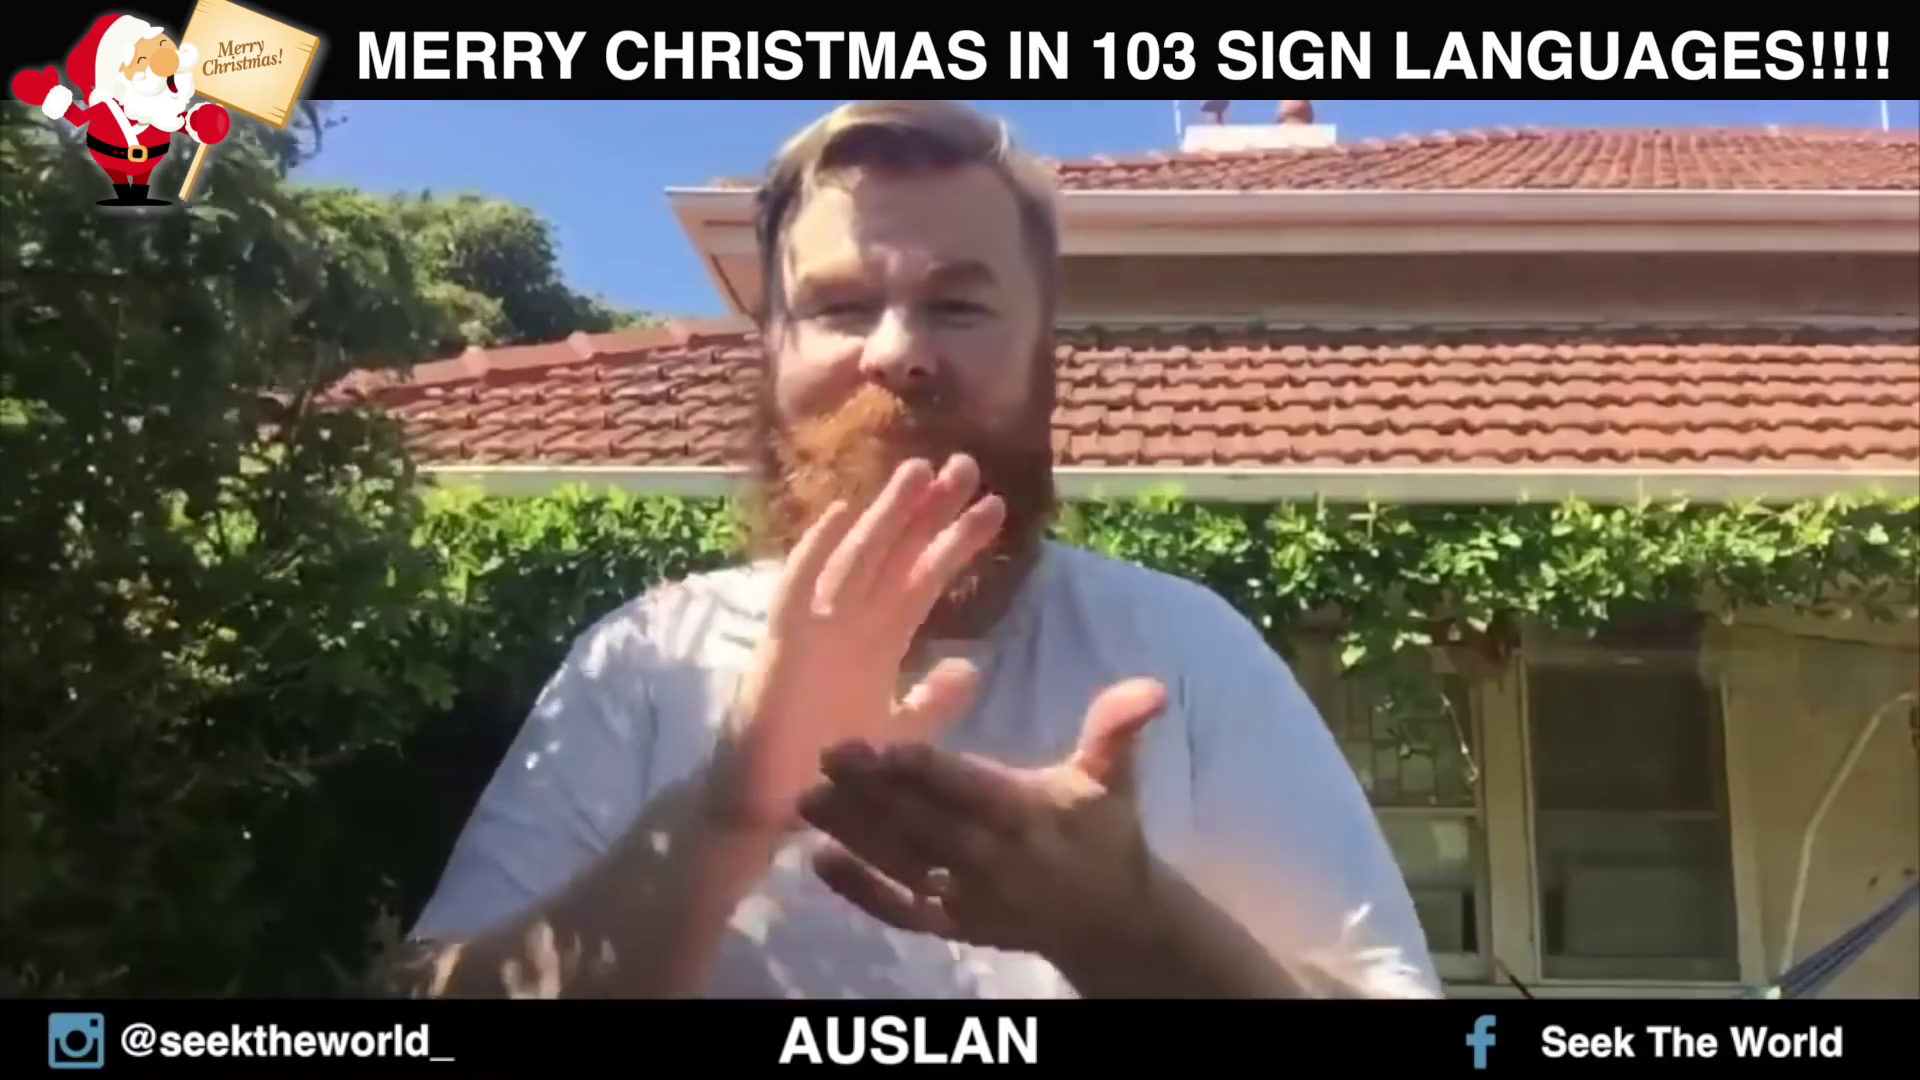 Merry
Christmas!
MERRY CHRISTMAS IN 103 SIGN LANGUAGES!!!!
@seektheworld_
AUSLAN
Seek The World